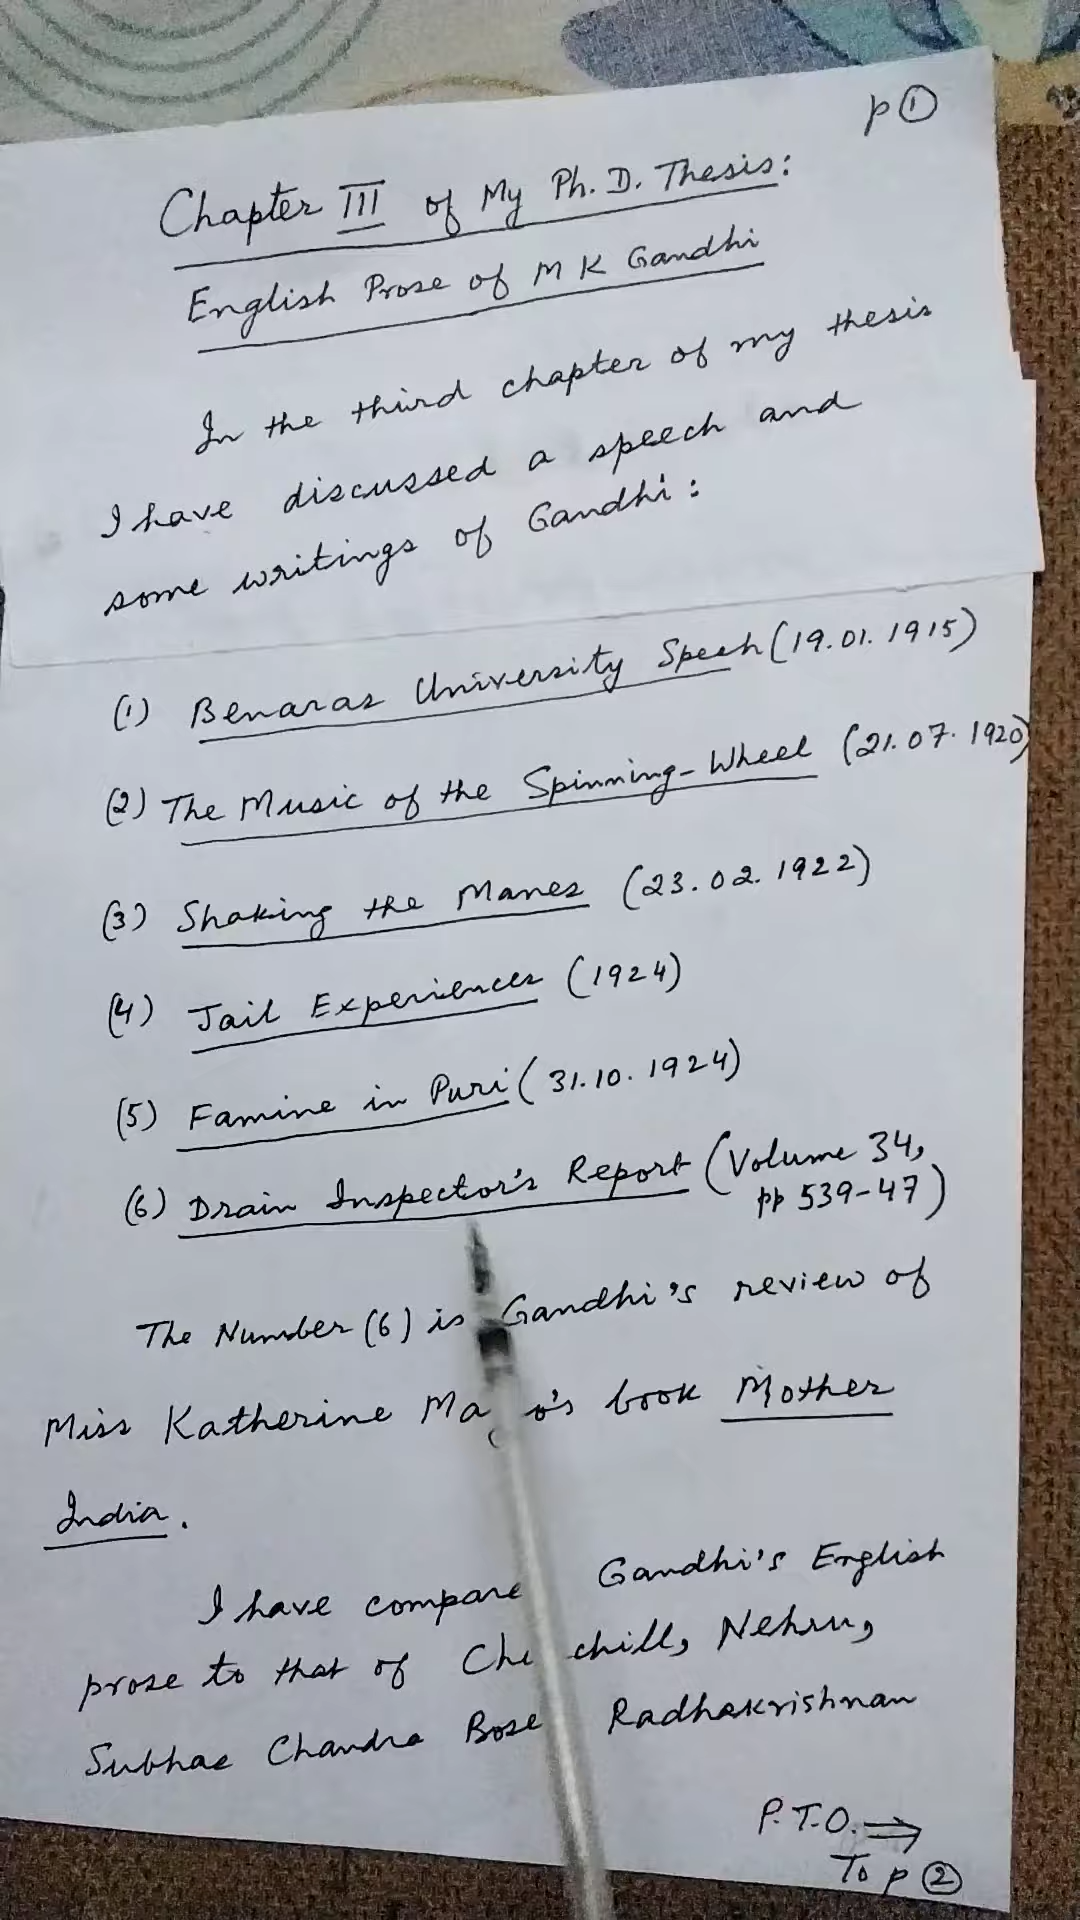 p ①
Chapter III of My Ph. D. Thesis:
English Prose of M K Gandhi
In the third chapter of my thesis
I have discussed a speech and
some writings of Gandhi:
(1) Benaras University Speeh (19.01.1915)
(2) The Music of the Spinning-Wheel (21.07.1920)
(3) Shaking the Manes (23.02.1922)
(4) Jail Experiences (1924)
(5) Famine in Puri (31.10.1924)
(6) Drain Inspector's Report (Volume 34,
pp 539-47)
The Number (6) is Gandhi's review of
Miss Katherine book Mother
India.
I have Gandhi's English
prose to that of Nehru,
Subhas Chandra Bose Radhakrishnan
P.T.O. ⇒
To p ②